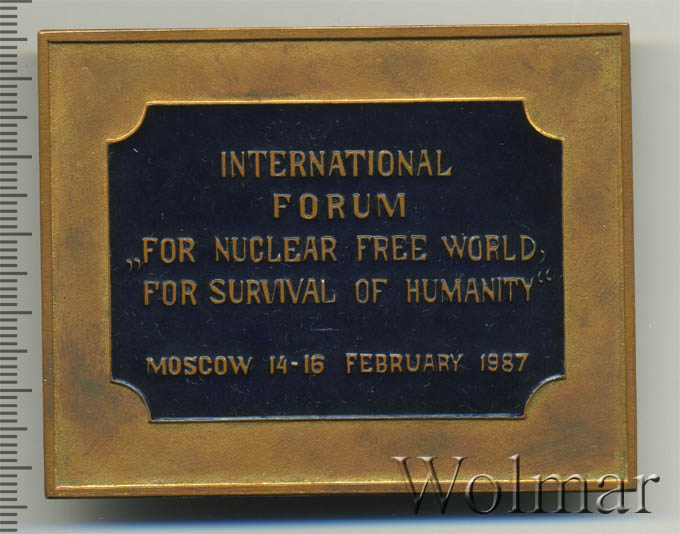 INTERNATIONAL
FORUM
„FOR NUCLEAR FREE WORLD,
FOR SURVIVAL OF HUMANITY“
MOSCOW 14-16 FEBRUARY 1987
Wolmar